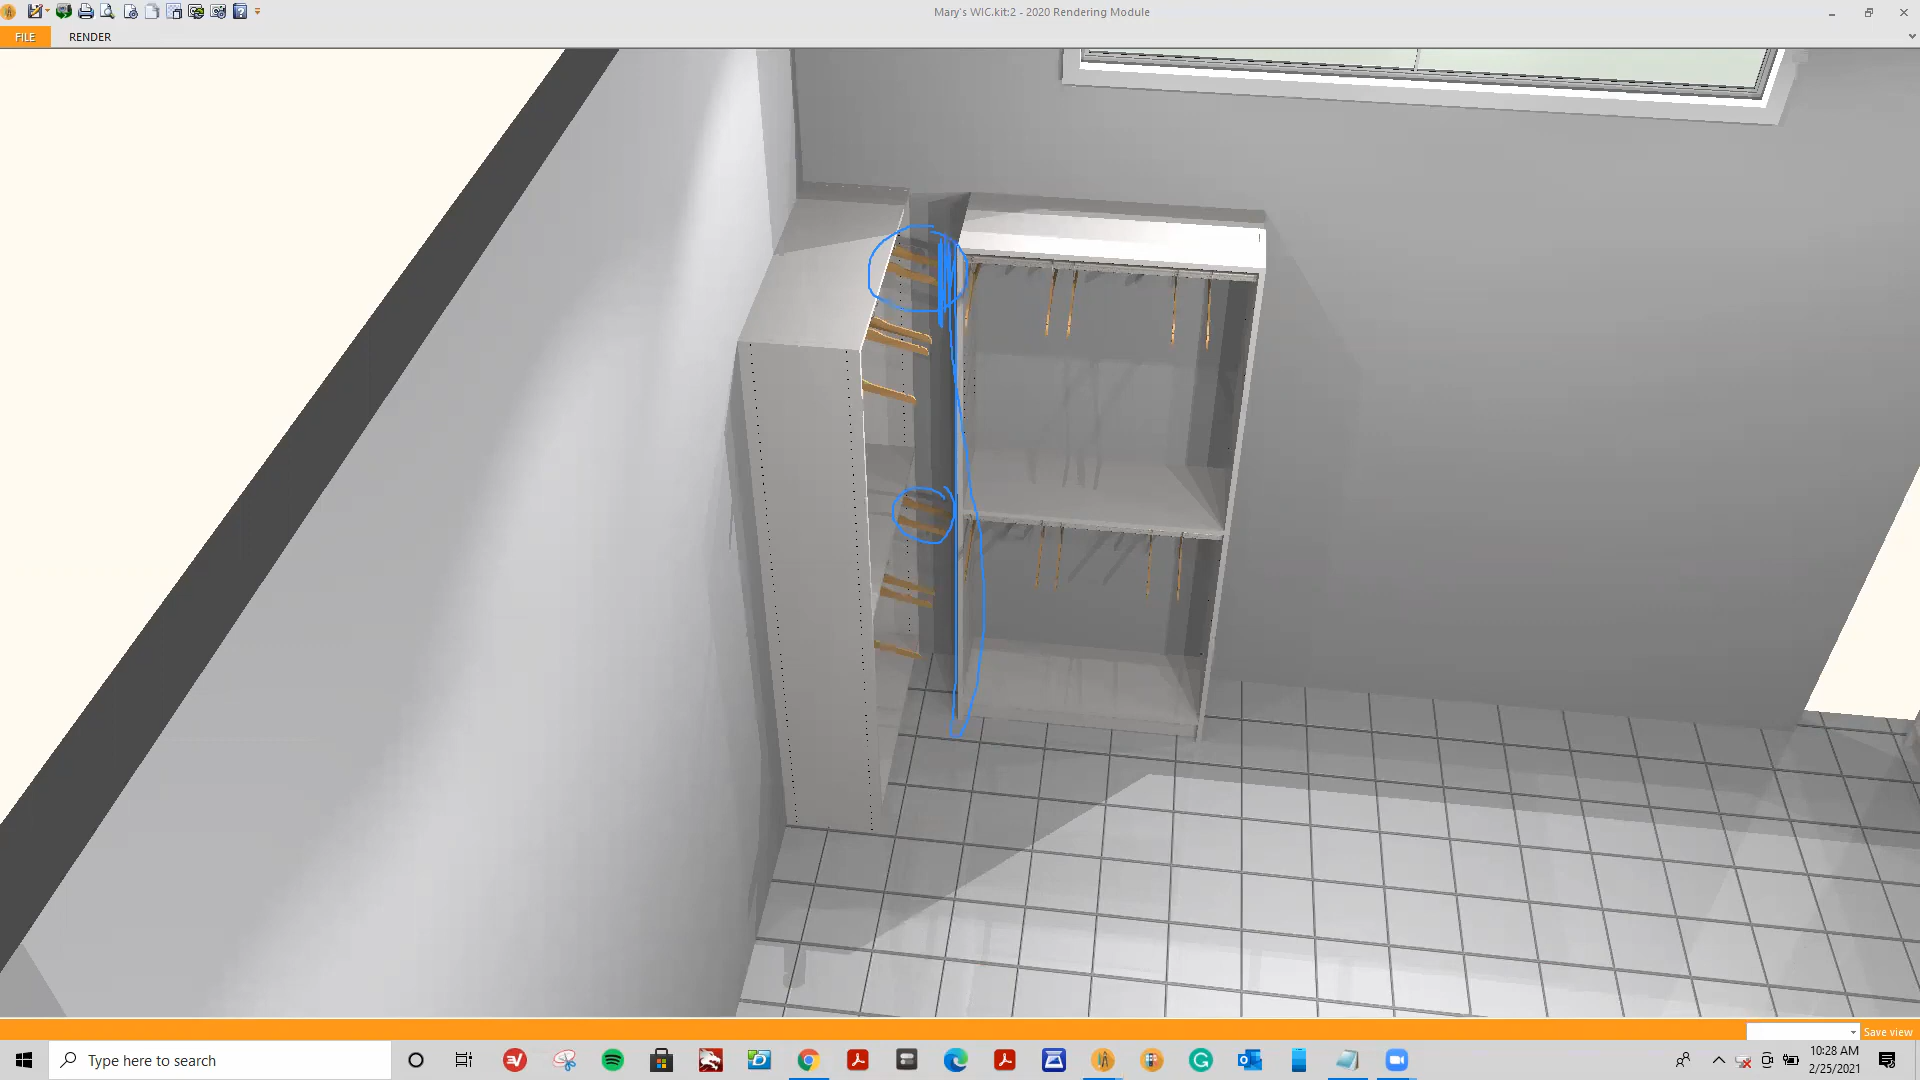 Mary's WIC.kit:2 - 2020 Rendering Module
FILE RENDER
Save view
Type here to search
10:28 AM
2/25/2021